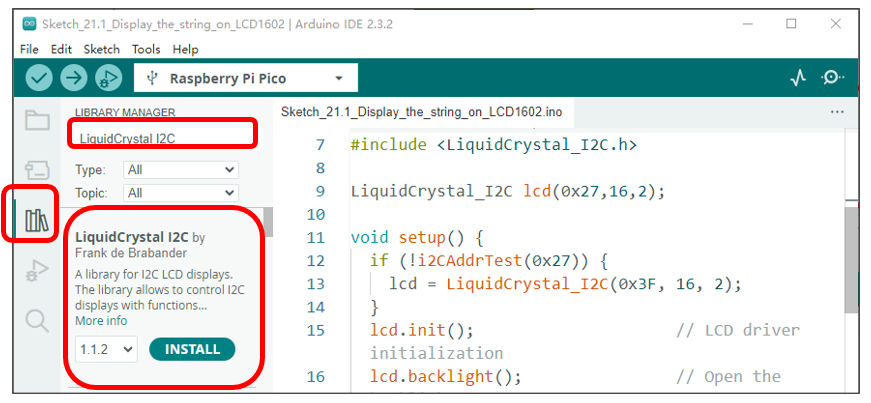 Sketch_21.1_Display_the_string_on_LCD1602 | Arduino IDE 2.3.2
File Edit Sketch Tools Help
Raspberry Pi Pico
LIBRARY MANAGER
LiquidCrystal I2C
Type: All
Topic: All
LiquidCrystal I2C by
Frank de Brabander
A library for I2C LCD displays.
The library allows to control I2C
displays with functions...
More info
1.1.2 INSTALL
Sketch_21.1_Display_the_string_on_LCD1602.ino
7 #include <LiquidCrystal_I2C.h>
8
9 LiquidCrystal_I2C lcd(0x27,16,2);
10
11 void setup() {
12 if (!i2CAddrTest(0x27)) {
13 lcd = LiquidCrystal_I2C(0x3F, 16, 2);
14 }
15 lcd.init(); // LCD driver
initialization
16 lcd.backlight(); // Open the